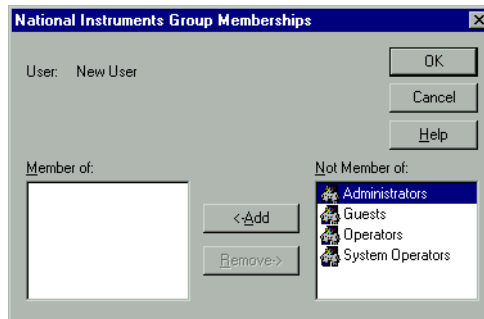 National Instruments Group Memberships
User: New User
OK
Cancel
Help
Member of:
Not Member of:
Administrators
Guests
Operators
System Operators
<-Add
Remove->